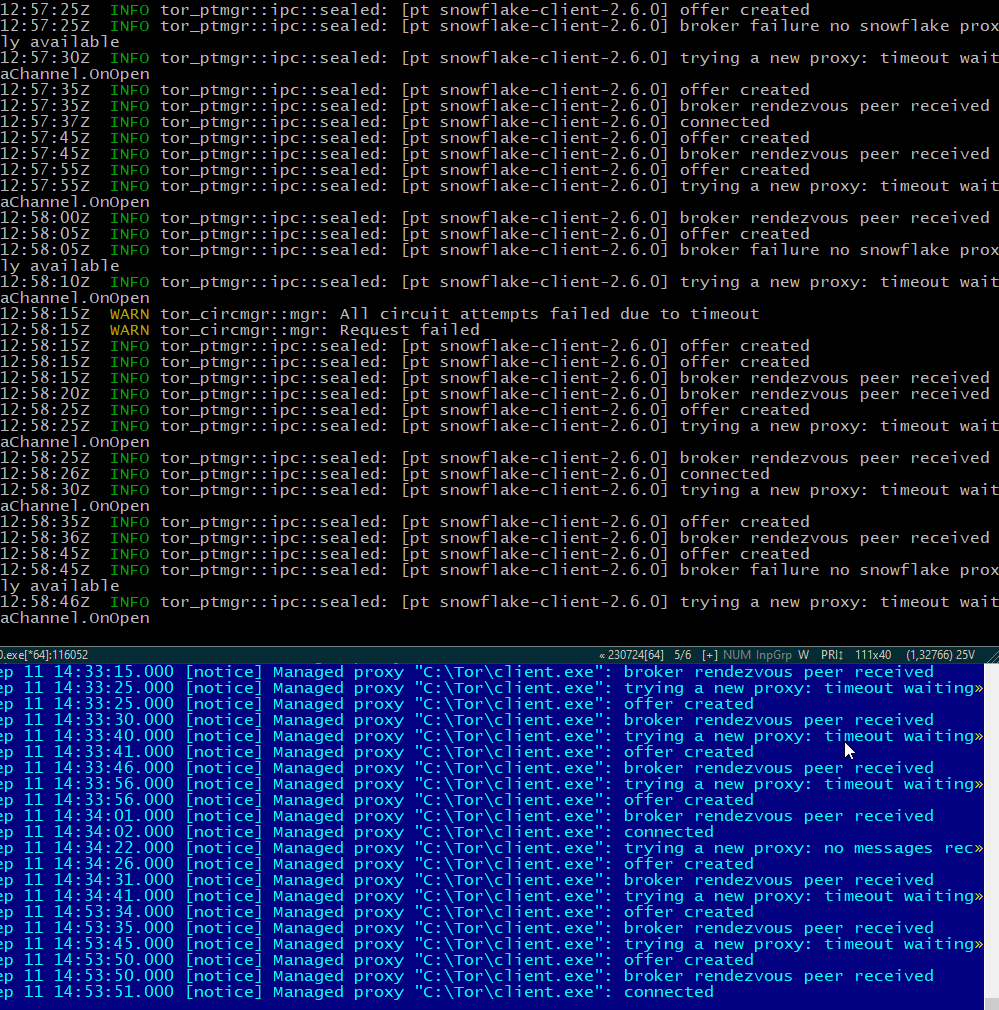 12:57:25Z  INFO tor_ptmgr::ipc::sealed: [pt snowflake-client-2.6.0] offer created
12:57:25Z  INFO tor_ptmgr::ipc::sealed: [pt snowflake-client-2.6.0] broker failure no snowflake prox
ly available
12:57:30Z  INFO tor_ptmgr::ipc::sealed: [pt snowflake-client-2.6.0] trying a new proxy: timeout wait
aChannel.OnOpen
12:57:35Z  INFO tor_ptmgr::ipc::sealed: [pt snowflake-client-2.6.0] offer created
12:57:35Z  INFO tor_ptmgr::ipc::sealed: [pt snowflake-client-2.6.0] broker rendezvous peer received
12:57:37Z  INFO tor_ptmgr::ipc::sealed: [pt snowflake-client-2.6.0] connected
12:57:45Z  INFO tor_ptmgr::ipc::sealed: [pt snowflake-client-2.6.0] offer created
12:57:45Z  INFO tor_ptmgr::ipc::sealed: [pt snowflake-client-2.6.0] broker rendezvous peer received
12:57:55Z  INFO tor_ptmgr::ipc::sealed: [pt snowflake-client-2.6.0] offer created
12:57:55Z  INFO tor_ptmgr::ipc::sealed: [pt snowflake-client-2.6.0] trying a new proxy: timeout wait
aChannel.OnOpen
12:58:00Z  INFO tor_ptmgr::ipc::sealed: [pt snowflake-client-2.6.0] broker rendezvous peer received
12:58:05Z  INFO tor_ptmgr::ipc::sealed: [pt snowflake-client-2.6.0] offer created
12:58:05Z  INFO tor_ptmgr::ipc::sealed: [pt snowflake-client-2.6.0] broker failure no snowflake prox
ly available
12:58:10Z  INFO tor_ptmgr::ipc::sealed: [pt snowflake-client-2.6.0] trying a new proxy: timeout wait
aChannel.OnOpen
12:58:15Z  WARN tor_circmgr::mgr: All circuit attempts failed due to timeout
12:58:15Z  WARN tor_circmgr::mgr: Request failed
12:58:15Z  INFO tor_ptmgr::ipc::sealed: [pt snowflake-client-2.6.0] offer created
12:58:15Z  INFO tor_ptmgr::ipc::sealed: [pt snowflake-client-2.6.0] offer created
12:58:15Z  INFO tor_ptmgr::ipc::sealed: [pt snowflake-client-2.6.0] broker rendezvous peer received
12:58:20Z  INFO tor_ptmgr::ipc::sealed: [pt snowflake-client-2.6.0] broker rendezvous peer received
12:58:25Z  INFO tor_ptmgr::ipc::sealed: [pt snowflake-client-2.6.0] offer created
12:58:25Z  INFO tor_ptmgr::ipc::sealed: [pt snowflake-client-2.6.0] trying a new proxy: timeout wait
aChannel.OnOpen
12:58:25Z  INFO tor_ptmgr::ipc::sealed: [pt snowflake-client-2.6.0] broker rendezvous peer received
12:58:26Z  INFO tor_ptmgr::ipc::sealed: [pt snowflake-client-2.6.0] connected
12:58:30Z  INFO tor_ptmgr::ipc::sealed: [pt snowflake-client-2.6.0] trying a new proxy: timeout wait
aChannel.OnOpen
12:58:35Z  INFO tor_ptmgr::ipc::sealed: [pt snowflake-client-2.6.0] offer created
12:58:36Z  INFO tor_ptmgr::ipc::sealed: [pt snowflake-client-2.6.0] broker rendezvous peer received
12:58:45Z  INFO tor_ptmgr::ipc::sealed: [pt snowflake-client-2.6.0] offer created
12:58:45Z  INFO tor_ptmgr::ipc::sealed: [pt snowflake-client-2.6.0] broker failure no snowflake prox
ly available
12:58:46Z  INFO tor_ptmgr::ipc::sealed: [pt snowflake-client-2.6.0] trying a new proxy: timeout wait
aChannel.OnOpen
0.exe[*64]:116052 « 230724[64] 5/6 [+] NUM InpGrp W PRI↕ 111x40 (1,32766) 25V
ep 11 14:33:15.000 [notice] Managed proxy "C:\Tor\client.exe": broker rendezvous peer received
ep 11 14:33:25.000 [notice] Managed proxy "C:\Tor\client.exe": trying a new proxy: timeout waiting»
ep 11 14:33:25.000 [notice] Managed proxy "C:\Tor\client.exe": offer created
ep 11 14:33:30.000 [notice] Managed proxy "C:\Tor\client.exe": broker rendezvous peer received
ep 11 14:33:40.000 [notice] Managed proxy "C:\Tor\client.exe": trying a new proxy: timeout waiting»
ep 11 14:33:41.000 [notice] Managed proxy "C:\Tor\client.exe": offer created
ep 11 14:33:46.000 [notice] Managed proxy "C:\Tor\client.exe": broker rendezvous peer received
ep 11 14:33:56.000 [notice] Managed proxy "C:\Tor\client.exe": trying a new proxy: timeout waiting»
ep 11 14:33:56.000 [notice] Managed proxy "C:\Tor\client.exe": offer created
ep 11 14:34:01.000 [notice] Managed proxy "C:\Tor\client.exe": broker rendezvous peer received
ep 11 14:34:02.000 [notice] Managed proxy "C:\Tor\client.exe": connected
ep 11 14:34:22.000 [notice] Managed proxy "C:\Tor\client.exe": trying a new proxy: no messages rec»
ep 11 14:34:26.000 [notice] Managed proxy "C:\Tor\client.exe": offer created
ep 11 14:34:31.000 [notice] Managed proxy "C:\Tor\client.exe": broker rendezvous peer received
ep 11 14:34:41.000 [notice] Managed proxy "C:\Tor\client.exe": trying a new proxy: timeout waiting»
ep 11 14:53:34.000 [notice] Managed proxy "C:\Tor\client.exe": offer created
ep 11 14:53:35.000 [notice] Managed proxy "C:\Tor\client.exe": broker rendezvous peer received
ep 11 14:53:45.000 [notice] Managed proxy "C:\Tor\client.exe": trying a new proxy: timeout waiting»
ep 11 14:53:50.000 [notice] Managed proxy "C:\Tor\client.exe": offer created
ep 11 14:53:50.000 [notice] Managed proxy "C:\Tor\client.exe": broker rendezvous peer received
ep 11 14:53:51.000 [notice] Managed proxy "C:\Tor\client.exe": connected